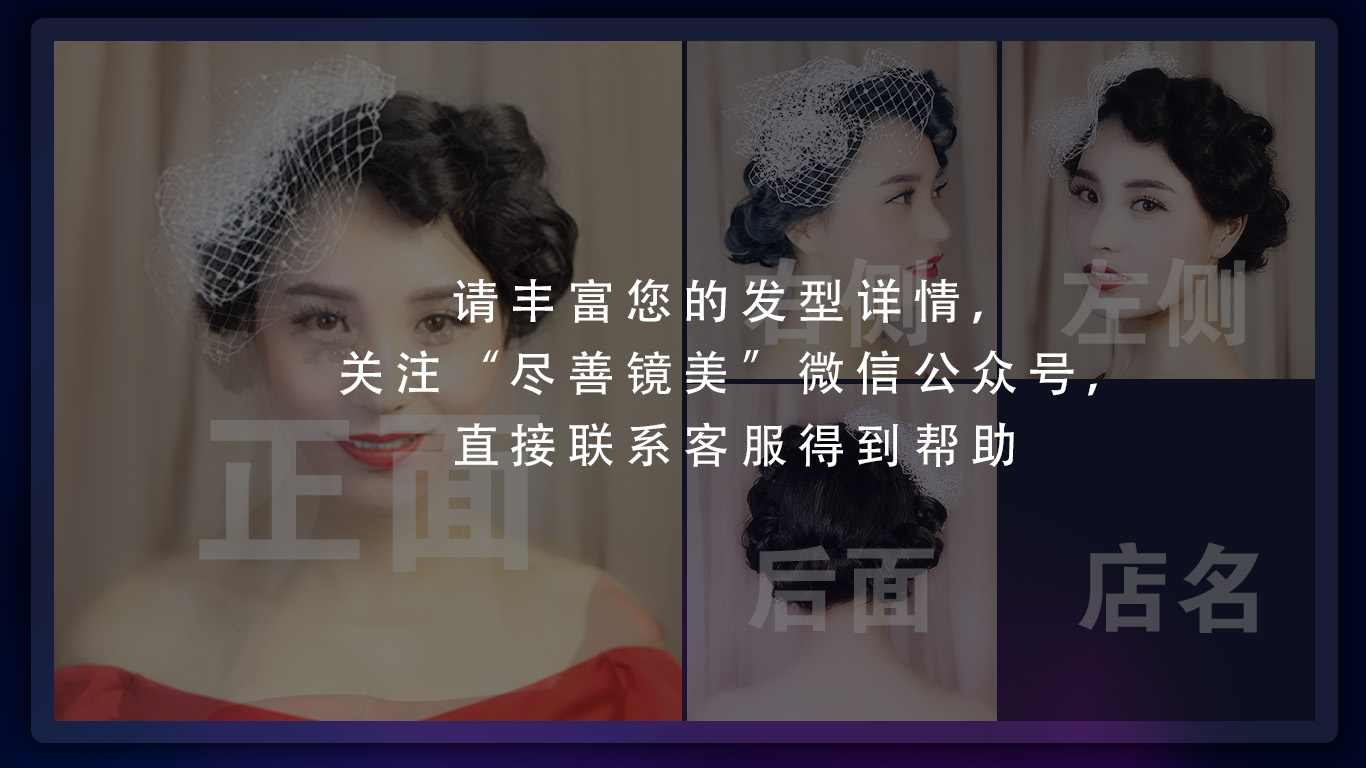 请丰富您的发型详情,
关注“尽善镜美”微信公众号,
直接联系客服得到帮助
正面
右侧
左侧
后面
店名